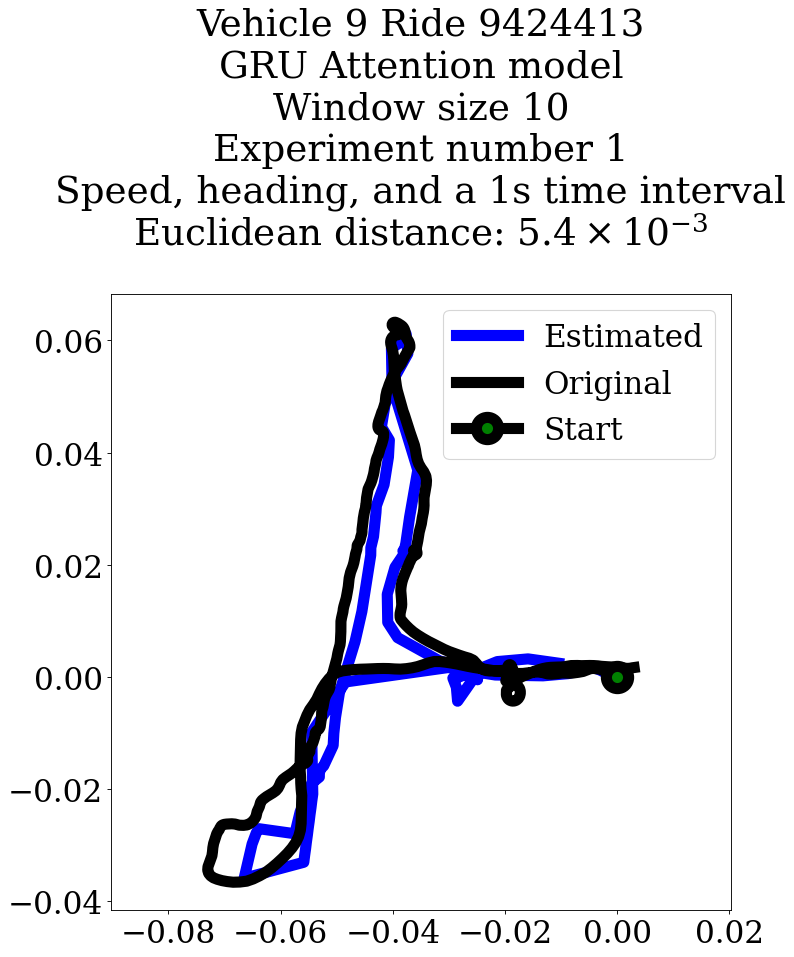 Vehicle 9 Ride 9424413
GRU Attention model
Window size 10
Experiment number 1
Speed, heading, and a 1s time interval
Euclidean distance: 5.4 × 10⁻³
Estimated
Original
Start
0.06
0.04
0.02
0.00
−0.02
−0.04
−0.08 −0.06 −0.04 −0.02 0.00 0.02